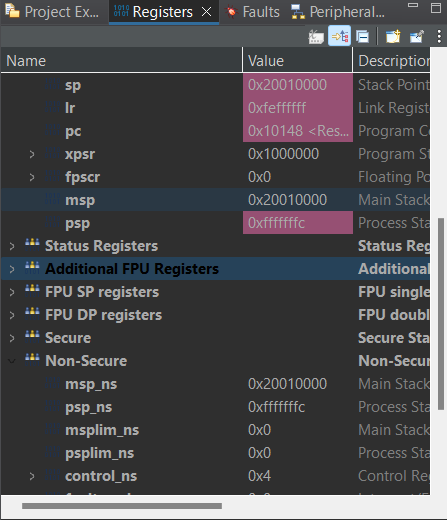 Project Ex... Registers Faults Peripheral...
Name Value Description
sp 0x20010000 Stack Point
lr 0xfeffffff Link Regist
pc 0x10148 <Res... Program Co
xpsr 0x1000000 Program St
fpscr 0x0 Floating Po
msp 0x20010000 Main Stack
psp 0xfffffffc Process Sta
Status Registers Status Reg
Additional FPU Registers Additional
FPU SP registers FPU single
FPU DP registers FPU doubl
Secure Secure Sta
Non-Secure Non-Secur
msp_ns 0x20010000 Main Stack
psp_ns 0xfffffffc Process Sta
msplim_ns 0x0 Main Stack
psplim_ns 0x0 Process Sta
control_ns 0x4 Control Reg